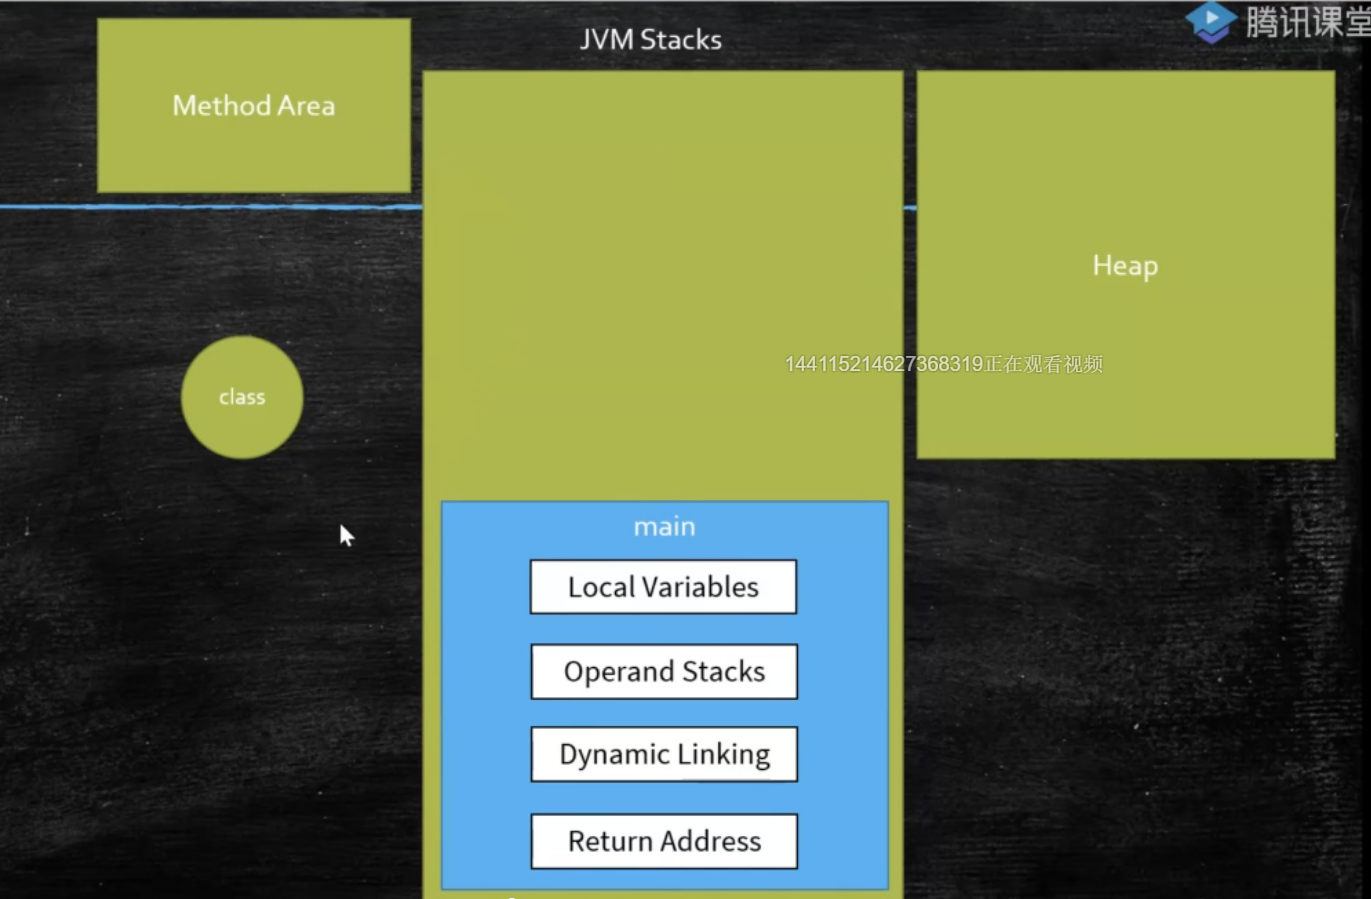 腾讯课堂
JVM Stacks
Method Area
Heap
144115214627368319正在观看视频
class
main
Local Variables
Operand Stacks
Dynamic Linking
Return Address